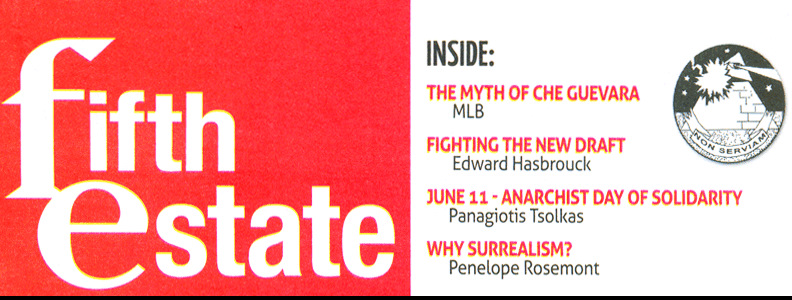 fifth
estate
INSIDE:
THE MYTH OF CHE GUEVARA
MLB
FIGHTING THE NEW DRAFT
Edward Hasbrouck
JUNE 11 - ANARCHIST DAY OF SOLIDARITY
Panagiotis Tsolkas
WHY SURREALISM?
Penelope Rosemont
NON SERVIAM